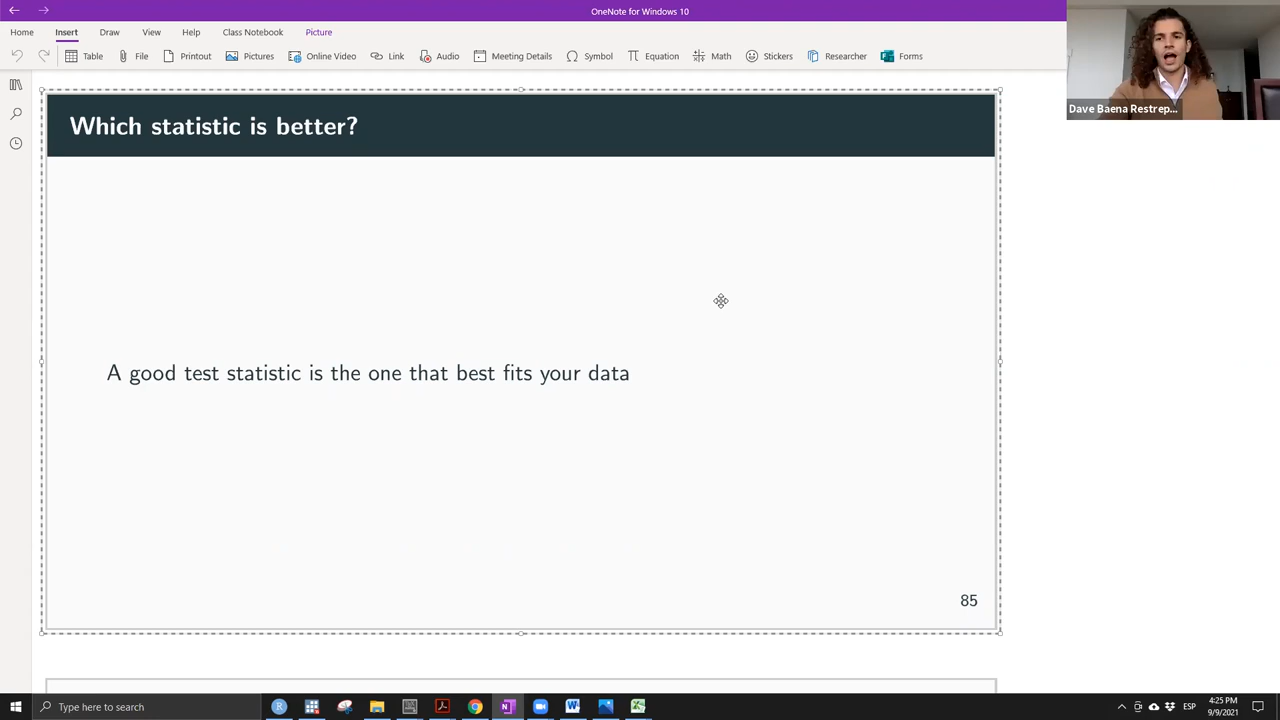 OneNote for Windows 10
Home Insert Draw View Help Class Notebook Picture
Table File Printout Pictures Online Video Link Audio Meeting Details Symbol Equation Math Stickers Researcher Forms
Dave Baena Restrep...
Which statistic is better?
A good test statistic is the one that best fits your data
85
Type here to search
ESP
4:25 PM
9/9/2021